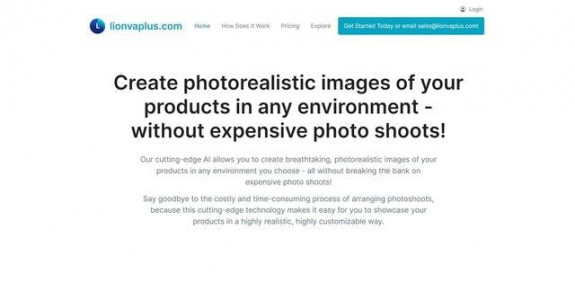 Login
L lionvaplus.com Home How Does It Work Pricing Explore Get Started Today or email sales@lionvaplus.com!
Create photorealistic images of your
products in any environment -
without expensive photo shoots!
Our cutting-edge AI allows you to create breathtaking, photorealistic images of your
products in any environment you choose - all without breaking the bank on
expensive photo shoots!
Say goodbye to the costly and time-consuming process of arranging photoshoots,
because this cutting-edge technology makes it easy for you to showcase your
products in a highly realistic, highly customizable way.